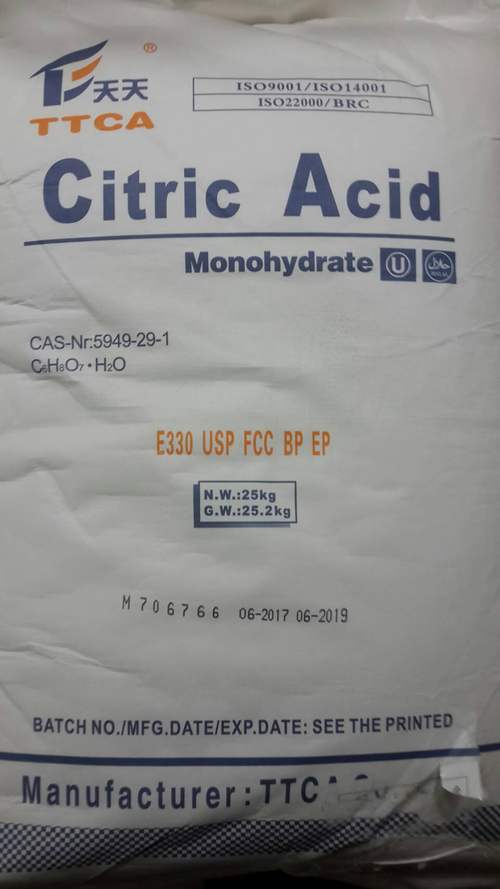 ®
天天
TTCA
ISO9001/ISO14001
ISO22000/BRC
Citric Acid
Monohydrate U حلال HALAL
CAS-Nr:5949-29-1
C₆H₈O₇·H₂O
E330 USP FCC BP EP
N.W.:25kg
G.W.:25.2kg
M706766 06-2017 06-2019
BATCH NO./MFG.DATE/EXP.DATE: SEE THE PRINTED
Manufacturer:TTCA